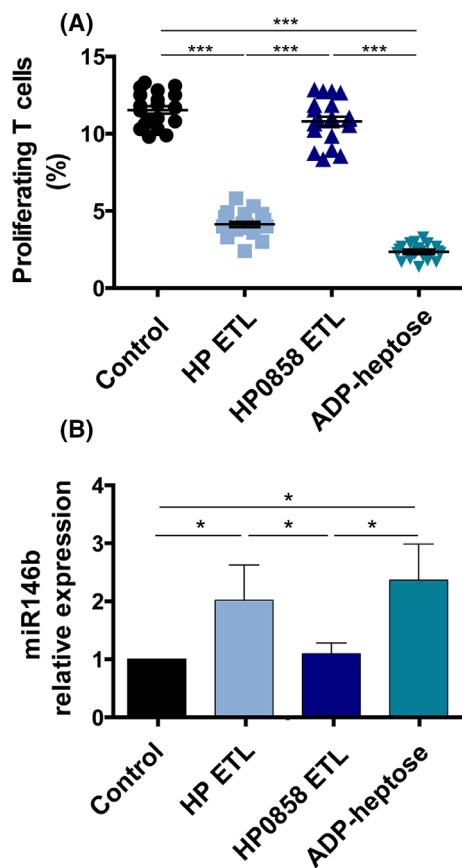 (A)
***
*** *** ***
Proliferating T cells
(%)
15
10
5
0
Control
HP ETL
HP0858 ETL
ADP-heptose
(B)
*
* * *
miR146b
relative expression
4
3
2
1
0
Control
HP ETL
HP0858 ETL
ADP-heptose